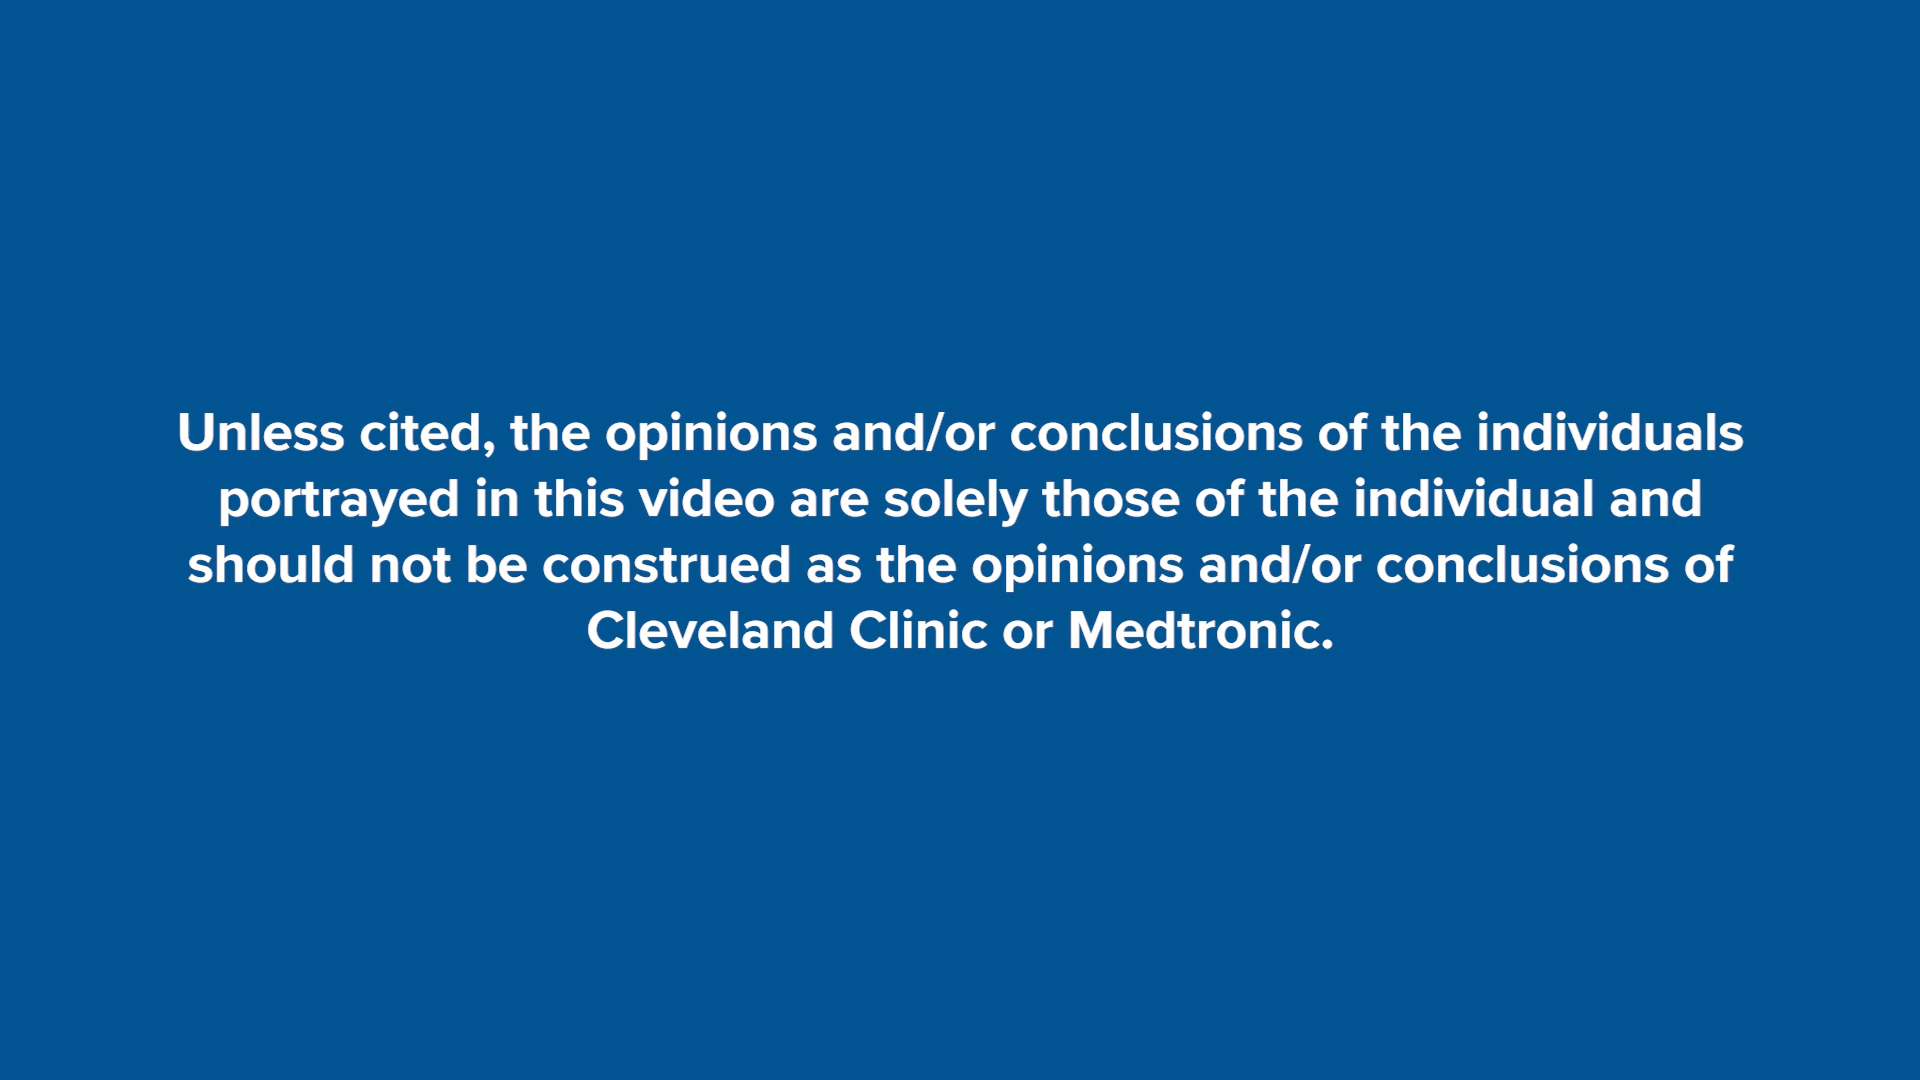 Unless cited, the opinions and/or conclusions of the individuals
portrayed in this video are solely those of the individual and
should not be construed as the opinions and/or conclusions of
Cleveland Clinic or Medtronic.